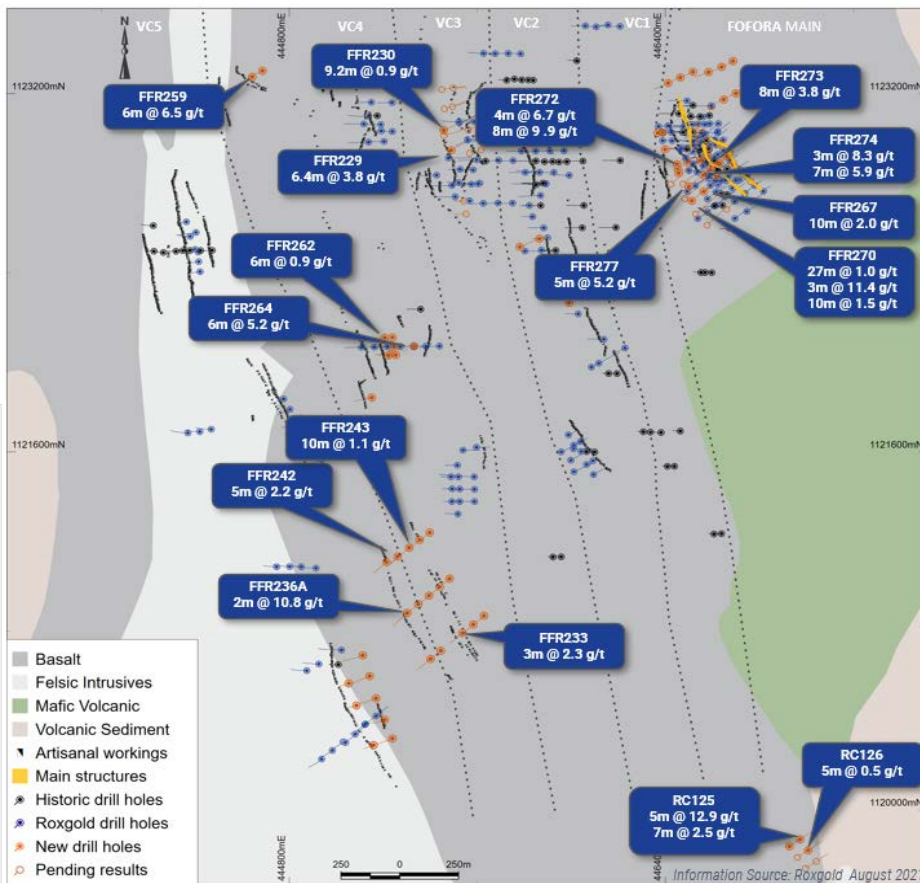 VC5
VC4
VC3
VC2
VC1
FOFORA MAIN
N
444800mE
446400mE
1123200mN
1123200mN
FFR259
6m @ 6.5 g/t
FFR230
9.2m @ 0.9 g/t
FFR272
4m @ 6.7 g/t
8m @ 9.9 g/t
FFR273
8m @ 3.8 g/t
FFR229
6.4m @ 3.8 g/t
FFR274
3m @ 8.3 g/t
7m @ 5.9 g/t
FFR267
10m @ 2.0 g/t
FFR262
6m @ 0.9 g/t
FFR277
5m @ 5.2 g/t
FFR270
27m @ 1.0 g/t
3m @ 11.4 g/t
10m @ 1.5 g/t
FFR264
6m @ 5.2 g/t
FFR243
10m @ 1.1 g/t
1121600mN
1121600mN
FFR242
5m @ 2.2 g/t
FFR236A
2m @ 10.8 g/t
FFR233
3m @ 2.3 g/t
Basalt
Felsic Intrusives
Mafic Volcanic
Volcanic Sediment
Artisanal workings
Main structures
Historic drill holes
Roxgold drill holes
New drill holes
Pending results
RC126
5m @ 0.5 g/t
RC125
5m @ 12.9 g/t
7m @ 2.5 g/t
1120000mN
444800mE
250
0
250m
Information Source: Roxgold August 202